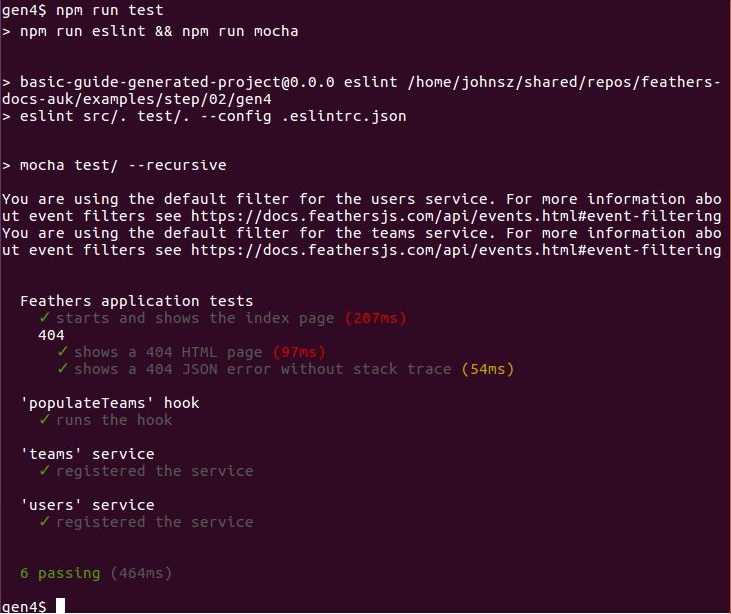 gen4$ npm run test
> npm run eslint && npm run mocha
> basic-guide-generated-project@0.0.0 eslint /home/johnsz/shared/repos/feathers-
docs-auk/examples/step/02/gen4
> eslint src/. test/. --config .eslintrc.json
> mocha test/ --recursive
You are using the default filter for the users service. For more information abo
ut event filters see https://docs.feathersjs.com/api/events.html#event-filtering
You are using the default filter for the teams service. For more information abo
ut event filters see https://docs.feathersjs.com/api/events.html#event-filtering
Feathers application tests
✓ starts and shows the index page (207ms)
404
✓ shows a 404 HTML page (97ms)
✓ shows a 404 JSON error without stack trace (54ms)
'populateTeams' hook
✓ runs the hook
'teams' service
✓ registered the service
'users' service
✓ registered the service
6 passing (464ms)
gen4$